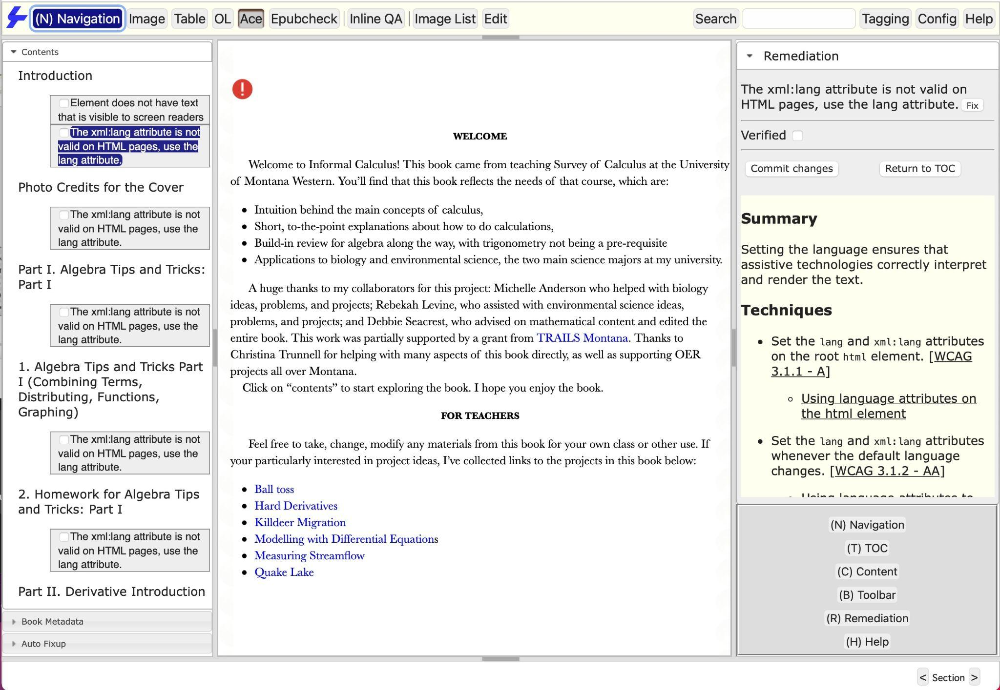 (N) Navigation Image Table OL Ace Epubcheck Inline QA Image List Edit Search Tagging Config Help
Contents
Introduction
Element does not have text
that is visible to screen readers
The xml:lang attribute is not
valid on HTML pages, use the
lang attribute.
Photo Credits for the Cover
The xml:lang attribute is not
valid on HTML pages, use the
lang attribute.
Part I. Algebra Tips and Tricks:
Part I
The xml:lang attribute is not
valid on HTML pages, use the
lang attribute.
1. Algebra Tips and Tricks Part
I (Combining Terms,
Distributing, Functions,
Graphing)
The xml:lang attribute is not
valid on HTML pages, use the
lang attribute.
2. Homework for Algebra Tips
and Tricks: Part I
The xml:lang attribute is not
valid on HTML pages, use the
lang attribute.
Part II. Derivative Introduction
Book Metadata
Auto Fixup
!
WELCOME
Welcome to Informal Calculus! This book came from teaching Survey of Calculus at the University
of Montana Western. You’ll find that this book reflects the needs of that course, which are:
• Intuition behind the main concepts of calculus,
• Short, to-the-point explanations about how to do calculations,
• Build-in review for algebra along the way, with trigonometry not being a pre-requisite
• Applications to biology and environmental science, the two main science majors at my university.
A huge thanks to my collaborators for this project: Michelle Anderson who helped with biology
ideas, problems, and projects; Rebekah Levine, who assisted with environmental science ideas,
problems, and projects; and Debbie Seacrest, who advised on mathematical content and edited the
entire book. This work was partially supported by a grant from TRAILS Montana. Thanks to
Christina Trunnell for helping with many aspects of this book directly, as well as supporting OER
projects all over Montana.
Click on “contents” to start exploring the book. I hope you enjoy the book.
FOR TEACHERS
Feel free to take, change, modify any materials from this book for your own class or other use. If
your particularly interested in project ideas, I’ve collected links to the projects in this book below:
• Ball toss
• Hard Derivatives
• Killdeer Migration
• Modelling with Differential Equations
• Measuring Streamflow
• Quake Lake
Remediation
The xml:lang attribute is not valid on
HTML pages, use the lang attribute. Fix
Verified
Commit changes Return to TOC
Summary
Setting the language ensures that
assistive technologies correctly interpret
and render the text.
Techniques
• Set the lang and xml:lang attributes
on the root html element. [WCAG
3.1.1 - A]
◦ Using language attributes on
the html element
• Set the lang and xml:lang attributes
whenever the default language
changes. [WCAG 3.1.2 - AA]
◦ Using language attributes to
(N) Navigation
(T) TOC
(C) Content
(B) Toolbar
(R) Remediation
(H) Help
< Section >